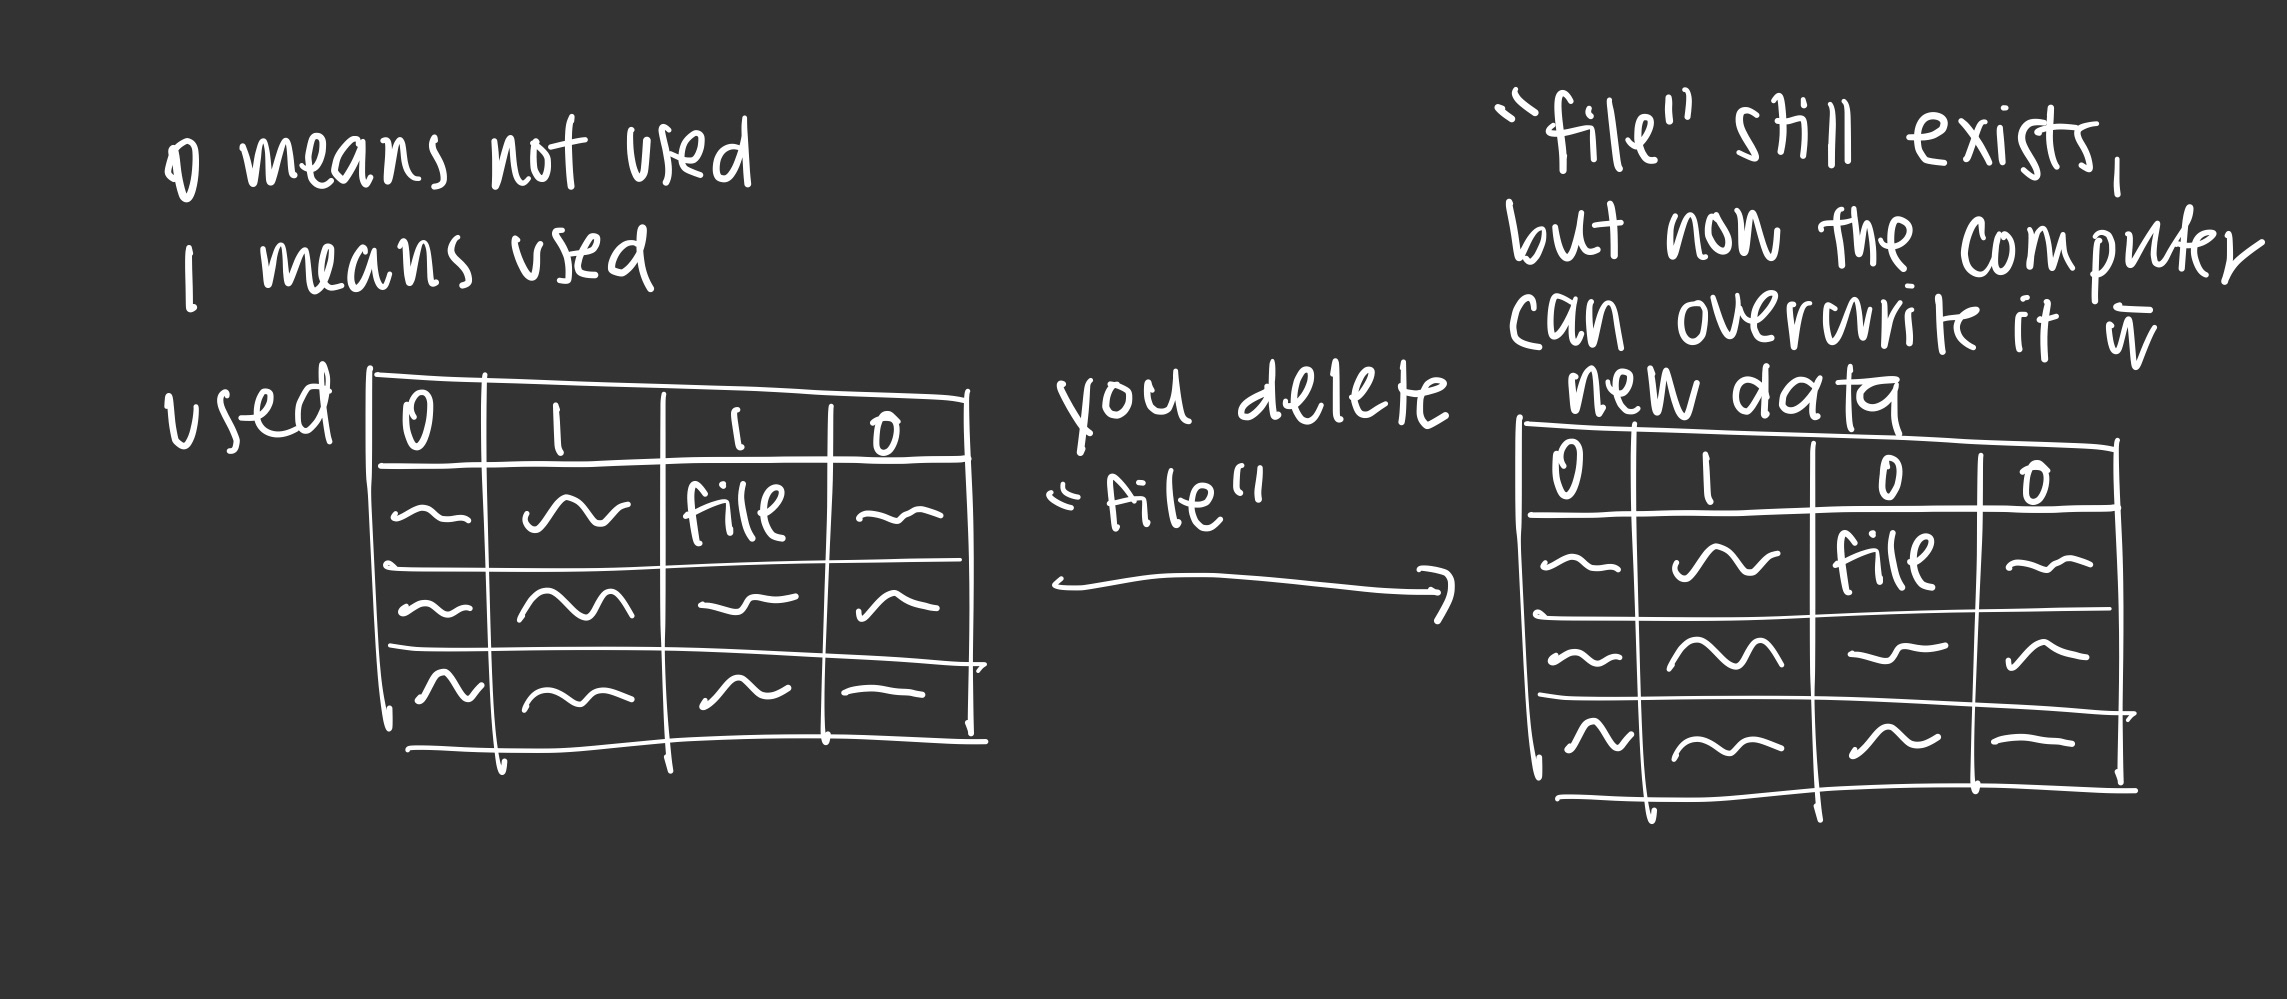 0 means not used
1 means used
used 0 1 1 0
file
you delete
"file"
"file" still exists,
but now the computer
can overwrite it w̄
new data
0 1 0 0
file